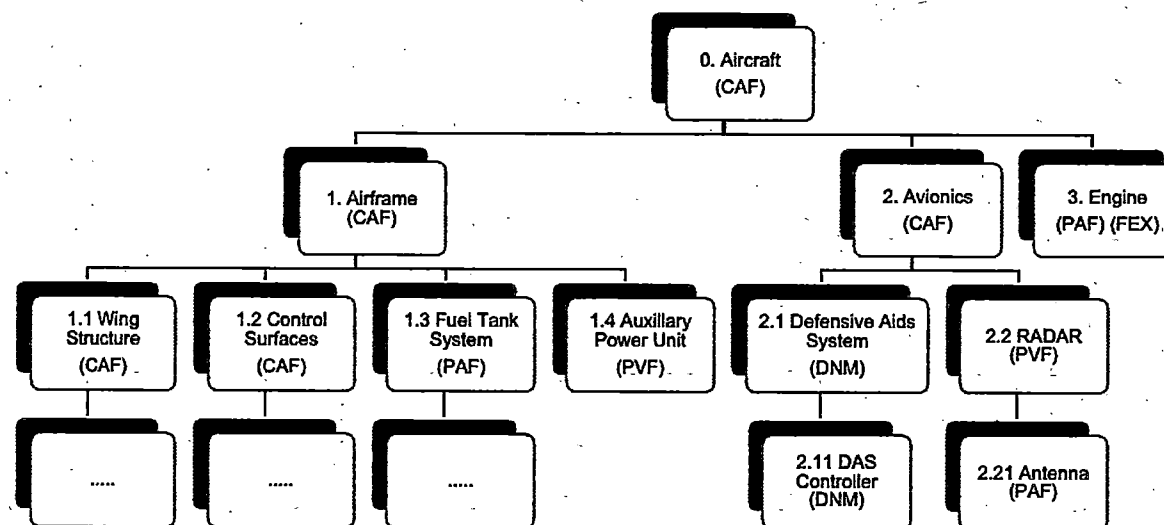 0. Aircraft
(CAF)
1. Airframe
(CAF)
2. Avionics
(CAF)
3. Engine
(PAF) (FEX)
1.1 Wing
Structure
(CAF)
1.2 Control
Surfaces
(CAF)
1.3 Fuel Tank
System
(PAF)
1.4 Auxillary
Power Unit
(PVF)
2.1 Defensive Aids
System
(DNM)
2.2 RADAR
(PVF)
.....
.....
.....
2.11 DAS
Controller
(DNM)
2.21 Antenna
(PAF)